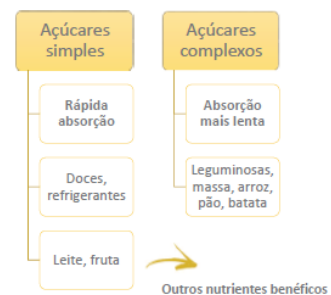 Açúcares
simples
Rápida
absorção
Doces,
refrigerantes
Leite, fruta
Açúcares
complexos
Absorção
mais lenta
Leguminosas,
massa, arroz,
pão, batata
Outros nutrientes benéficos